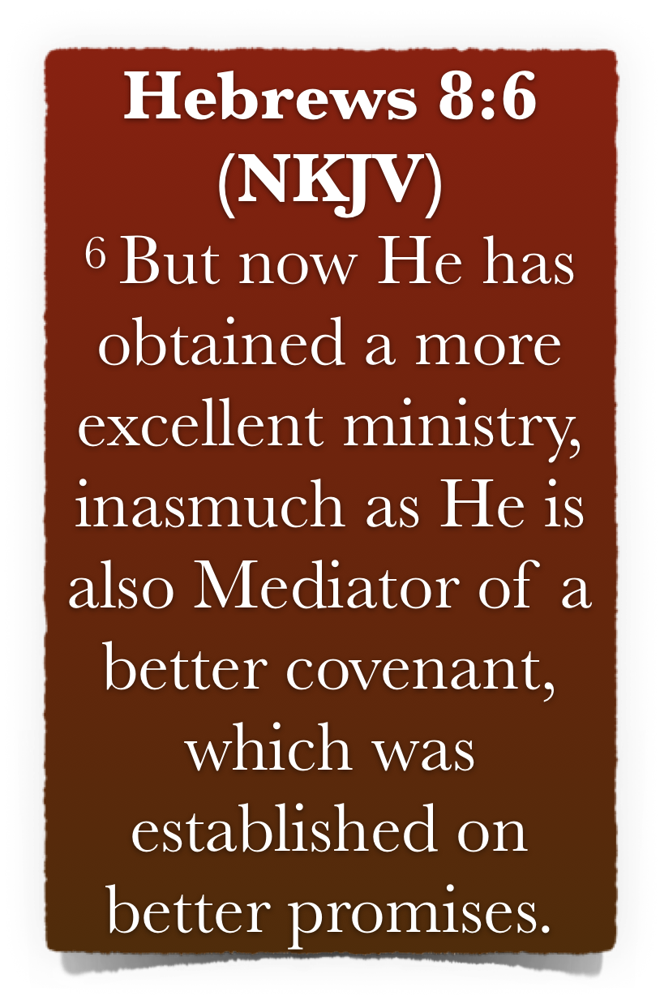 Hebrews 8:6
(NKJV)
⁶ But now He has
obtained a more
excellent ministry,
inasmuch as He is
also Mediator of a
better covenant,
which was
established on
better promises.